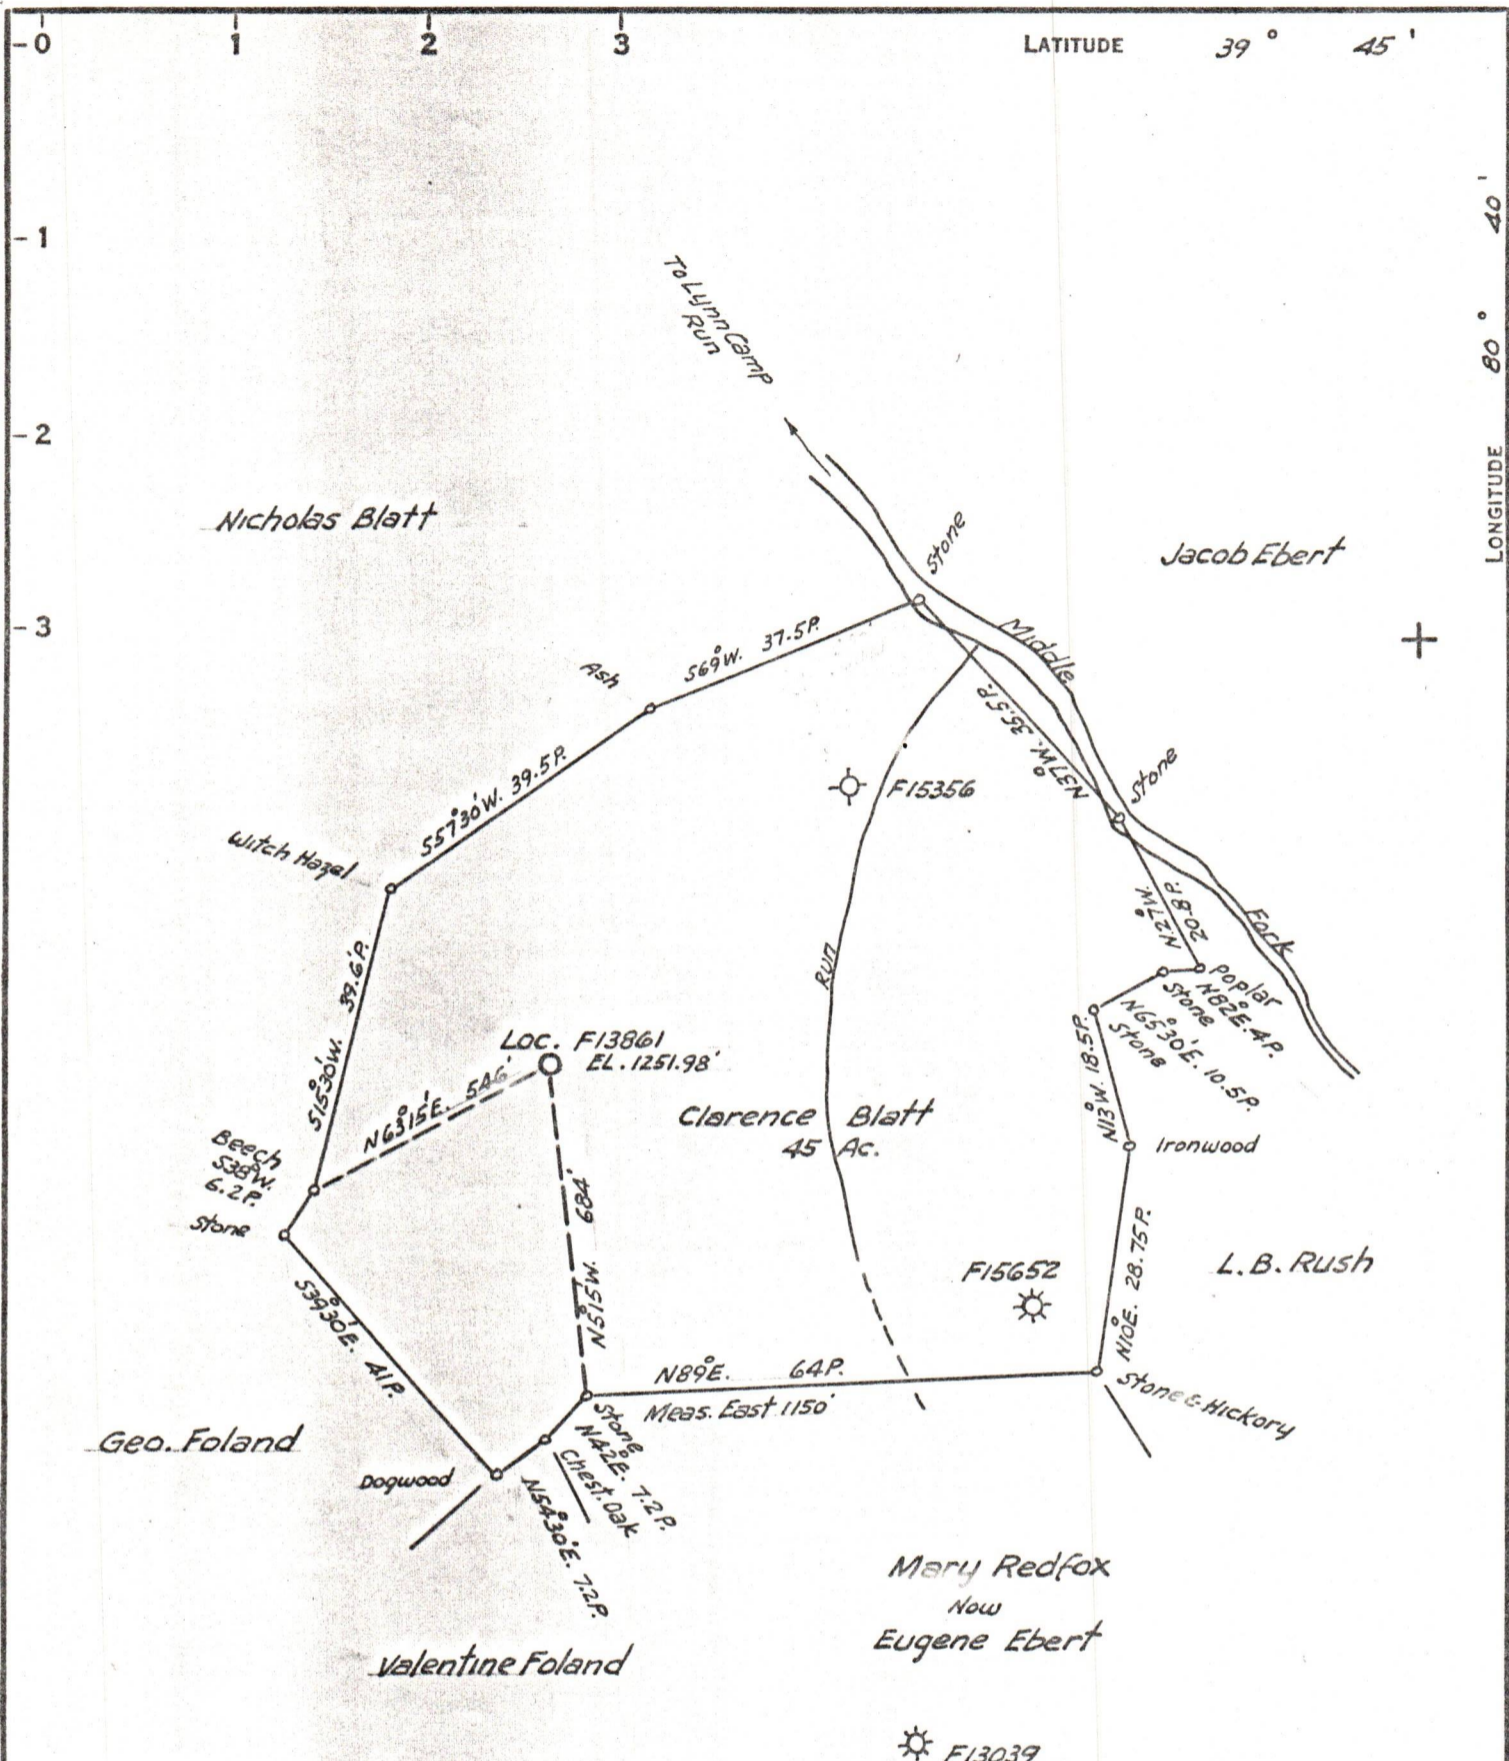 0 1 2 3 LATITUDE 39° 45'
1
2
3
LONGITUDE 80° 40'
To Lynn Camp
Run
Nicholas Blatt
Jacob Ebert
Stone
Middle
S69°W. 37.5P.
Ash
N37°W. 35.5P.
Stone
S57°30'W. 39.5P.
F15356
Witch Hazel
N.27°W.
20.8P.
Fork
S15°30'W. 39.6P.
Run
Poplar
N82°E. 4P.
Stone
N65°30'E. 10.5P.
Stone
N13°W. 18.5P.
Loc. F13861
EL. 1251.98'
N63°15'E. 546'
Clarence Blatt
45 Ac.
Ironwood
Beech
S38°W.
6.2P.
Stone
684'
N5°15'W.
F15652
L.B. Rush
N10°E. 28.75P.
S39°30'E. 41P.
N89°E. 64P.
Meas. East 1150'
Stone & Hickory
Stone
N42°E. 7.2P.
Chest. Oak
Geo. Foland
Dogwood
N54°30'E. 7.2P.
Mary Redfox
Now
Eugene Ebert
Valentine Foland
F13039